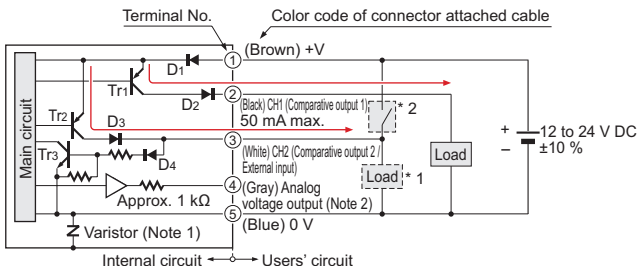 Terminal No.
Color code of connector attached cable
Main circuit
D1
1
(Brown) +V
Tr1
D2
2
(Black) CH1 (Comparative output 1)
50 mA max.
* 2
Tr2
D3
3
(White) CH2 (Comparative output 2 /
External input)
Tr3
D4
Load
* 1
Load
+
–
12 to 24 V DC
±10 %
4
(Gray) Analog
voltage output (Note 2)
Approx. 1 kΩ
5
(Blue) 0 V
Z
Varistor (Note 1)
Internal circuit
Users' circuit